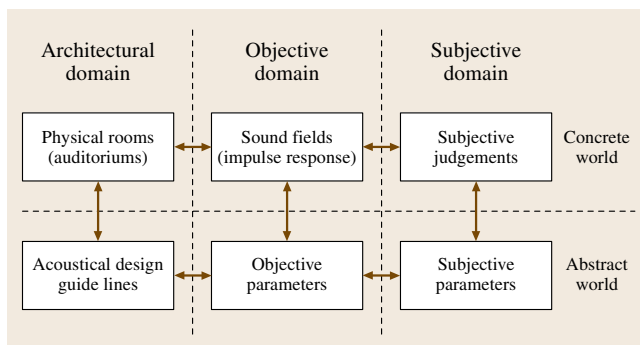 Architectural
domain
Objective
domain
Subjective
domain
Physical rooms
(auditoriums)
Sound fields
(impulse response)
Subjective
judgements
Concrete
world
Acoustical design
guide lines
Objective
parameters
Subjective
parameters
Abstract
world